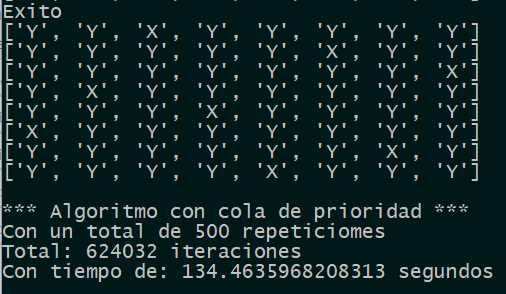 Exito
['Y', 'Y', 'X', 'Y', 'Y', 'Y', 'Y', 'Y']
['Y', 'Y', 'Y', 'Y', 'Y', 'X', 'Y', 'Y']
['Y', 'Y', 'Y', 'Y', 'Y', 'Y', 'Y', 'X']
['Y', 'X', 'Y', 'Y', 'Y', 'Y', 'Y', 'Y']
['Y', 'Y', 'Y', 'X', 'Y', 'Y', 'Y', 'Y']
['X', 'Y', 'Y', 'Y', 'Y', 'Y', 'Y', 'Y']
['Y', 'Y', 'Y', 'Y', 'Y', 'Y', 'X', 'Y']
['Y', 'Y', 'Y', 'Y', 'X', 'Y', 'Y', 'Y']
*** Algoritmo con cola de prioridad ***
Con un total de 500 repeticiomes
Total: 624032 iteraciones
Con tiempo de: 134.4635968208313 segundos